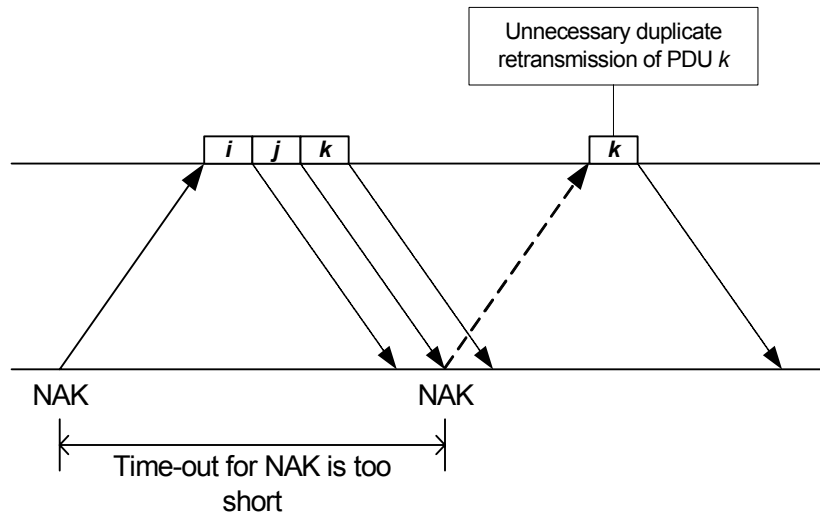 Unnecessary duplicate
retransmission of PDU k
i j k
k
NAK NAK
Time-out for NAK is too
short